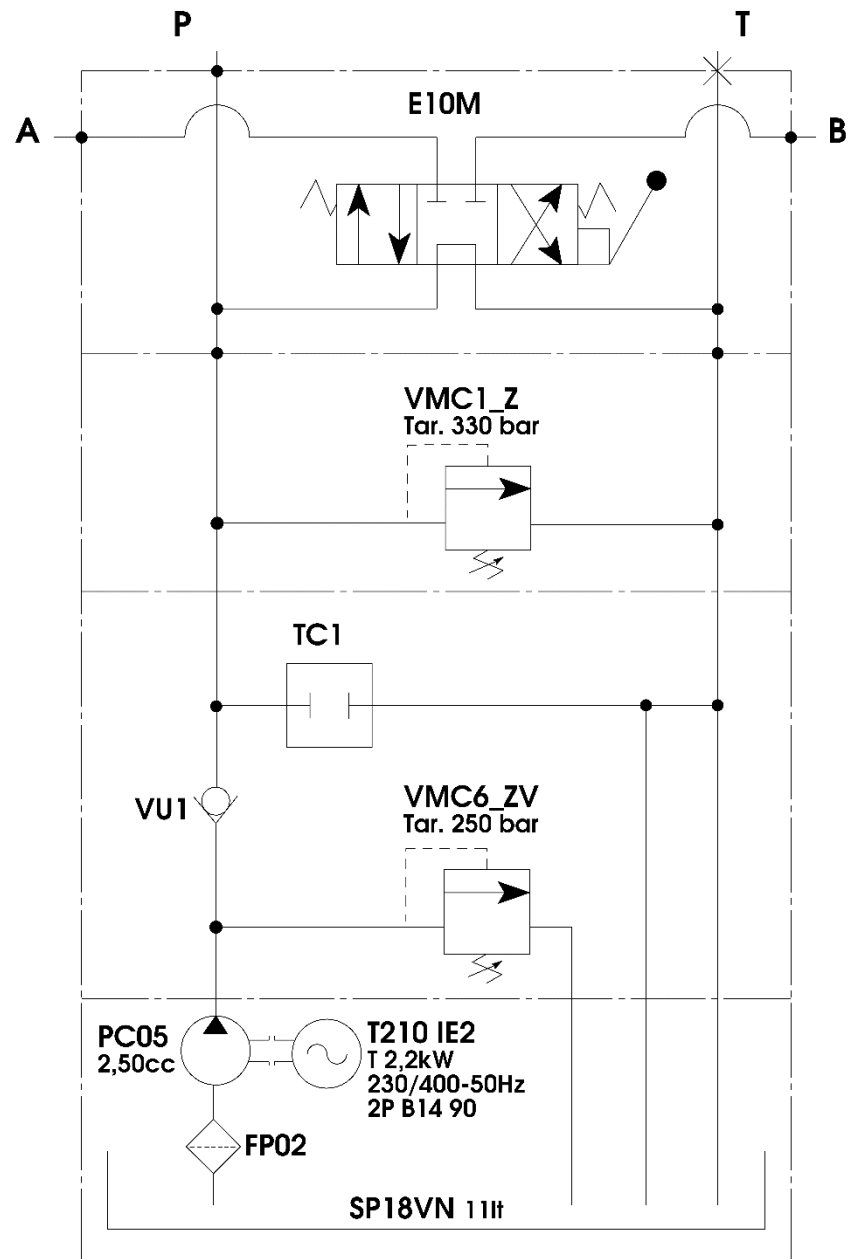 P
T
E10M
A
B
VMC1_Z
Tar. 330 bar
TC1
VU1
VMC6_ZV
Tar. 250 bar
PC05
2,50cc
T210 IE2
T 2,2kW
230/400-50Hz
2P B14 90
FP02
SP18VN 11lt